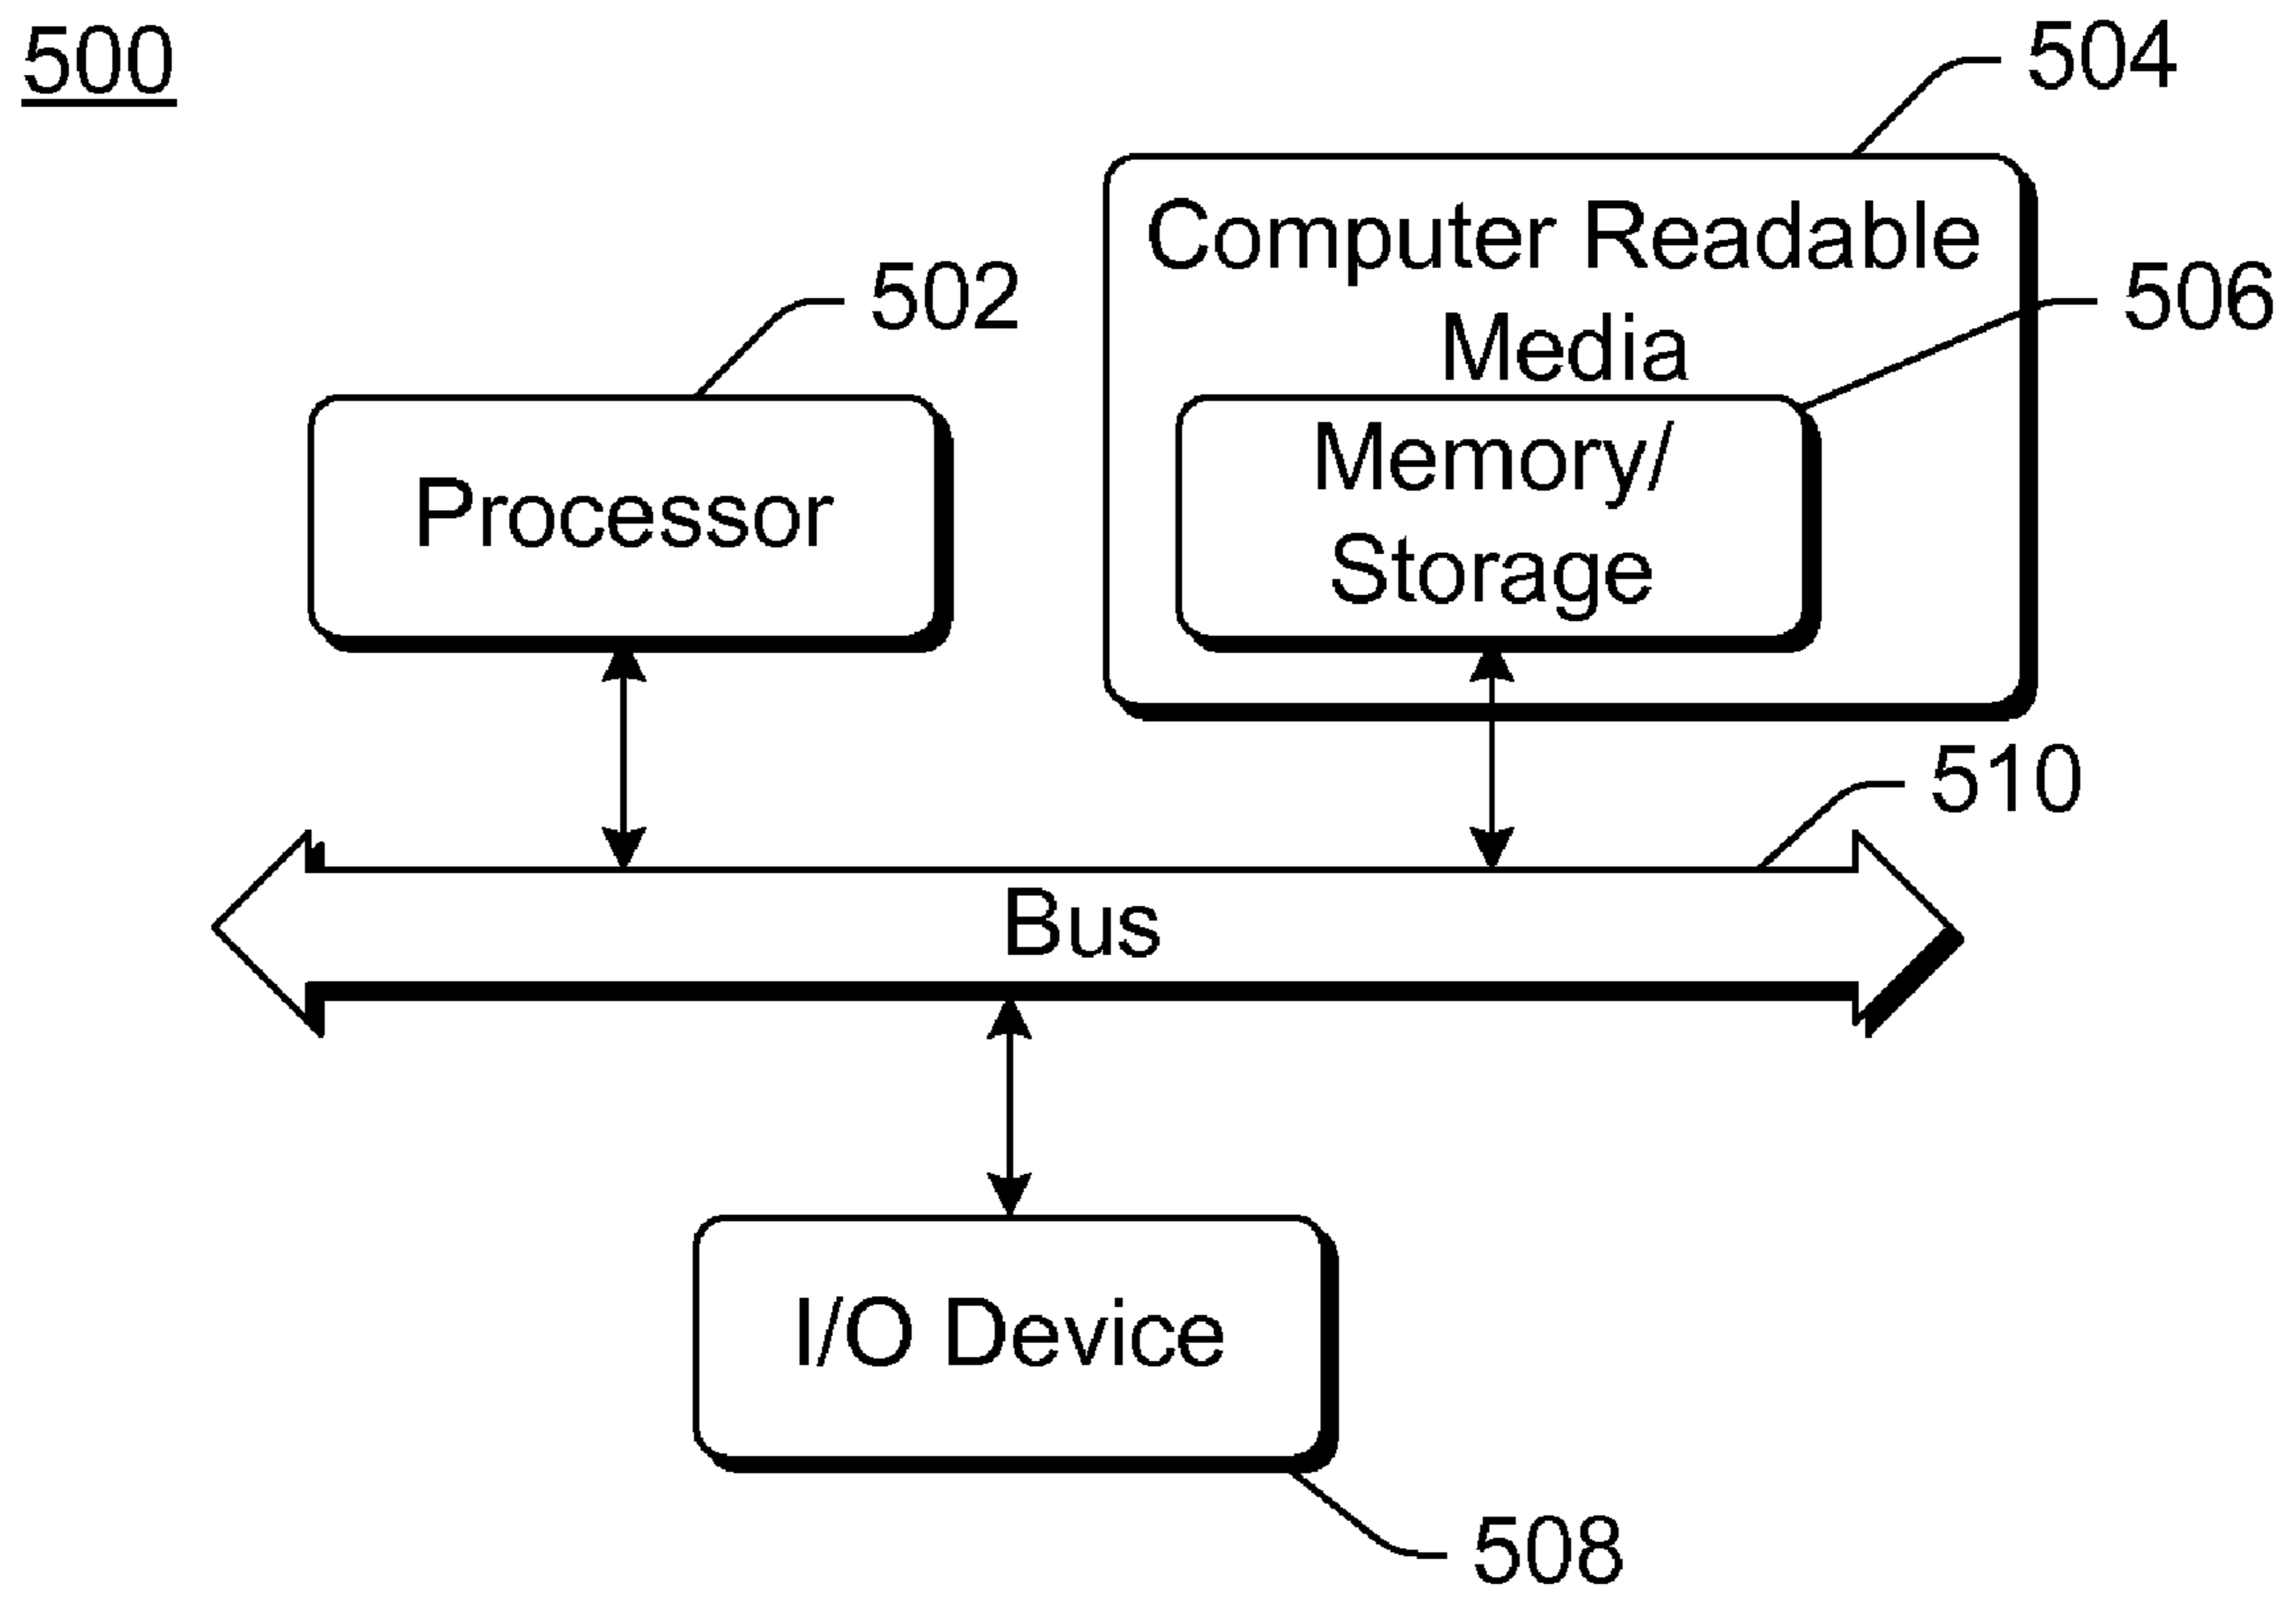 500
504
Computer Readable
Media
506
502
Processor
Memory/
Storage
510
Bus
I/O Device
508